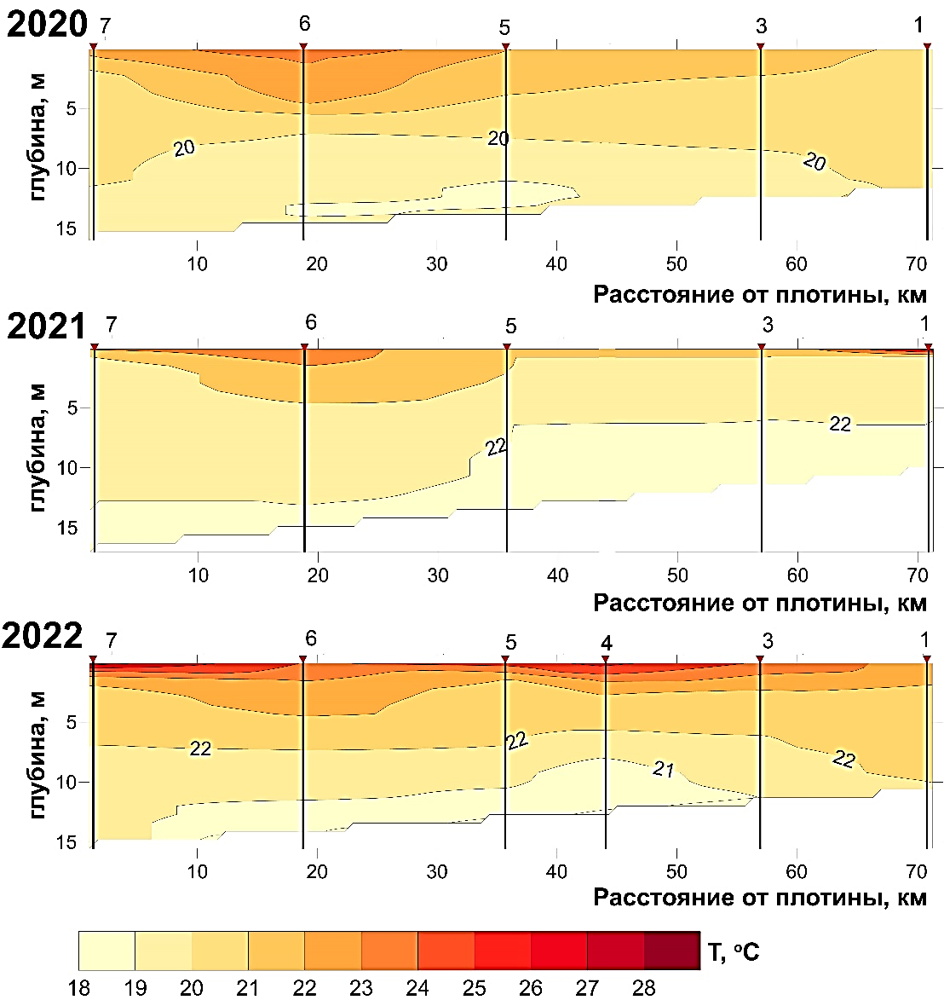 2020 7 6 5 3 1
глубина, м
5
10
15
20 20 20
10 20 30 40 50 60 70
Расстояние от плотины, км
2021 7 6 5 3 1
глубина, м
5
10
15
22 22
10 20 30 40 50 60 70
Расстояние от плотины, км
2022 7 6 5 4 3 1
глубина, м
5
10
15
22 22 21 22
10 20 30 40 50 60 70
Расстояние от плотины, км
T, °C
18 19 20 21 22 23 24 25 26 27 28